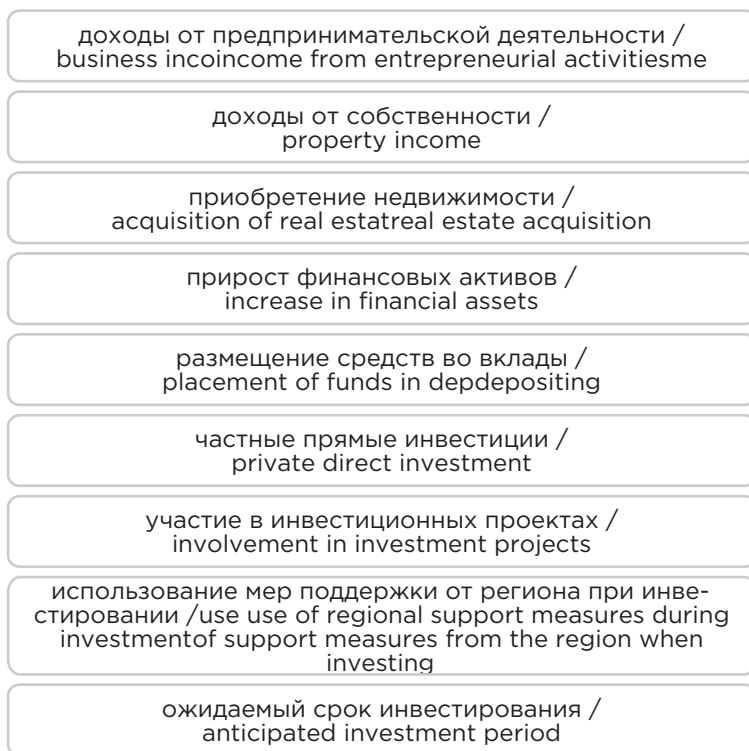 доходы от предпринимательской деятельности /
business incoincome from entrepreneurial activitiesme
доходы от собственности /
property income
приобретение недвижимости /
acquisition of real estatreal estate acquisition
прирост финансовых активов /
increase in financial assets
размещение средств во вклады /
placement of funds in depdepositing
частные прямые инвестиции /
private direct investment
участие в инвестиционных проектах /
involvement in investment projects
использование мер поддержки от региона при инве-
стировании /use use of regional support measures during
investmentof support measures from the region when
investing
ожидаемый срок инвестирования /
anticipated investment period